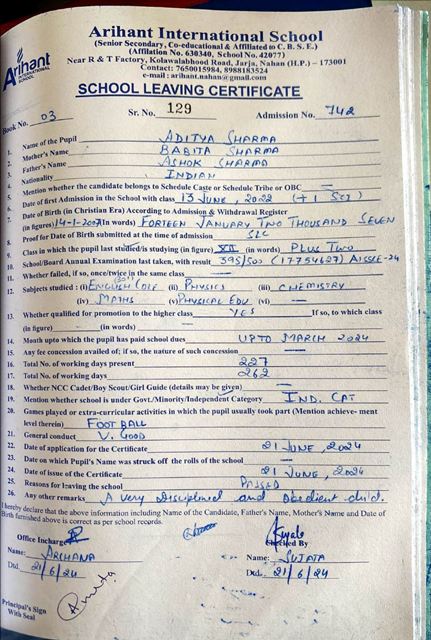 Arihant International School
(Senior Secondary, Co-educational & Affiliated to C. B. S. E.)
(Affilation No. 630340, School No. 42077)
Near R & T Factory, Kolawalabhood Road, Jarja, Nahan (H.P.) – 173001
Contact: 7650015984, 8988183524
e-mail : arihant.nahan@gmail.com
Arihant
INTERNATIONAL
SCHOOL
SCHOOL LEAVING CERTIFICATE
Book No. 03 Sr. No. 129 Admission No. 742
1. Name of the Pupil ADITYA SHARMA
2. Mother's Name BABITA SHARMA
3. Father's Name ASHOK SHARMA
Nationality INDIAN
Mention whether the candidate belongs to Schedule Caste or Schedule Tribe or OBC —
Date of first Admission in the School with class 13 JUNE, 2022 (+1 Sci)
Date of Birth (in Christian Era) According to Admission & Withdrawal Register
(in figures) 14-1-2007 (in Words) FORTEEN JANUARY TWO THOUSAND SEVEN
Proof for Date of Birth submitted at the time of admission SLC
9. Class in which the pupil last studied/is studying (in figure) XII (in words) PLUS TWO
10. School/Board Annual Examination last taken, with result 395/500 (17754627) AISSCE-24
11. Whether failed, if so, once/twice in the same class —
12. Subjects studied : (i) ENGLISH CORE (ii) PHYSICS (iii) CHEMISTRY
(iv) MATHS (v) PHYSICAL EDU (vi) —
13. Whether qualified for promotion to the higher class YES If so, to which class
(in figure) — (in words) —
14. Month upto which the pupil has paid school dues UPTO MARCH 2024
15. Any fee concession availed of; if so, the nature of such concession —
16. Total No. of working days present 227
17. Total No. of working days 262
18. Whether NCC Cadet/Boy Scout/Girl Guide (details may be given) —
19. Mention whether school is under Govt./Minority/Independent Category IND. CAT
20. Games played or extra-curricular activities in which the pupil usually took part (Mention achieve- ment
level therein) FOOTBALL
21. General conduct V. GOOD
22. Date of application for the Certificate 21 JUNE, 2024
23. Date on which Pupil's Name was struck off the rolls of the school —
24. Date of issue of the Certificate 21 JUNE, 2024
25. Reasons for leaving the school PASSED
26. Any other remarks A very Disciplined and Obedient child.
I hereby declare that the above information including Name of the Candidate, Father's Name, Mother's Name and Date of
Birth furnished above is correct as per school records.
Office Incharge Checked By
Name: ARCHANA Name: SUJATA
Dtd. 21/6/24 Dtd. 21/6/24
Principal's Sign
With Seal